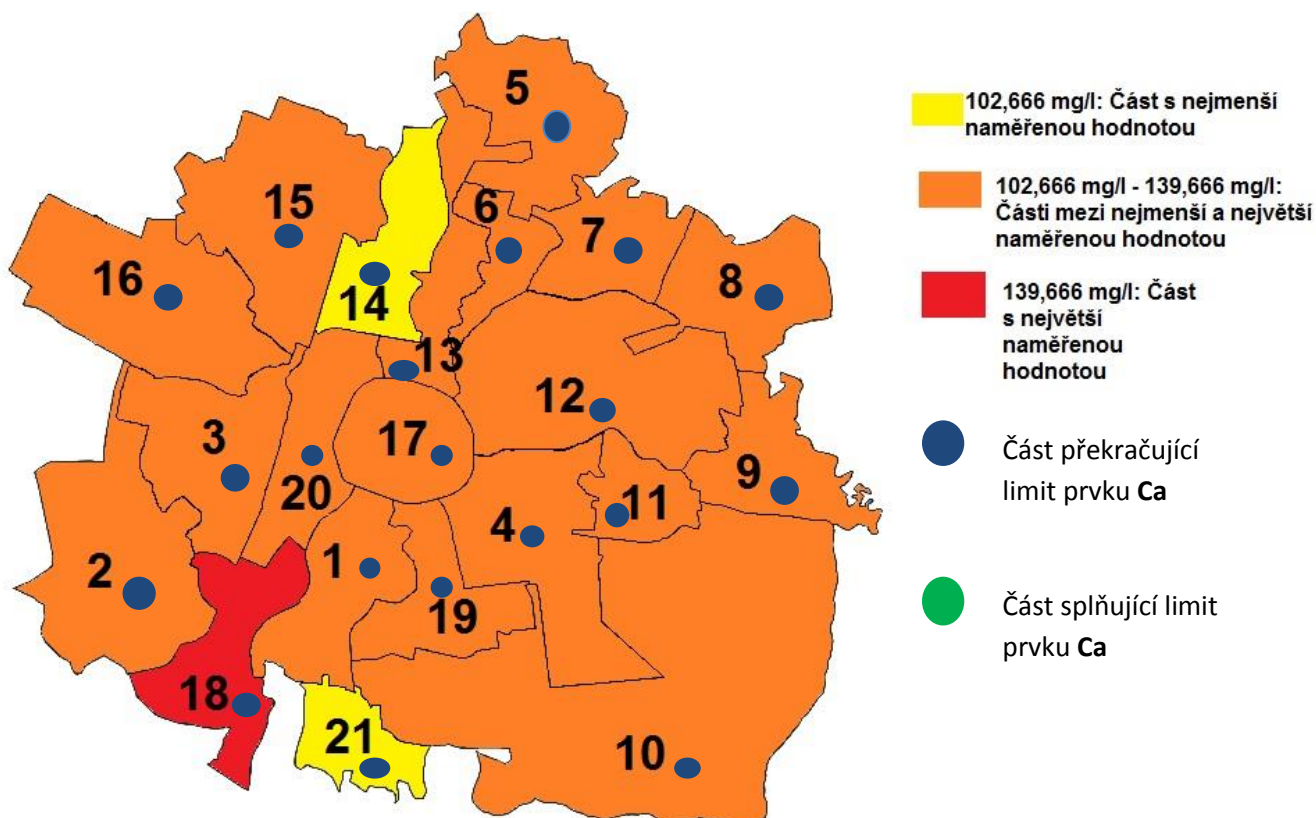 5
15
6
7
16
8
14
13
12
3
17
20
9
11
4
2
1
19
18
21
10
102,666 mg/l: Část s nejmenší
naměřenou hodnotou
102,666 mg/l - 139,666 mg/l:
Části mezi nejmenší a největší
naměřenou hodnotou
139,666 mg/l: Část
s největší
naměřenou
hodnotou
Část překračující
limit prvku Ca
Část splňující limit
prvku Ca